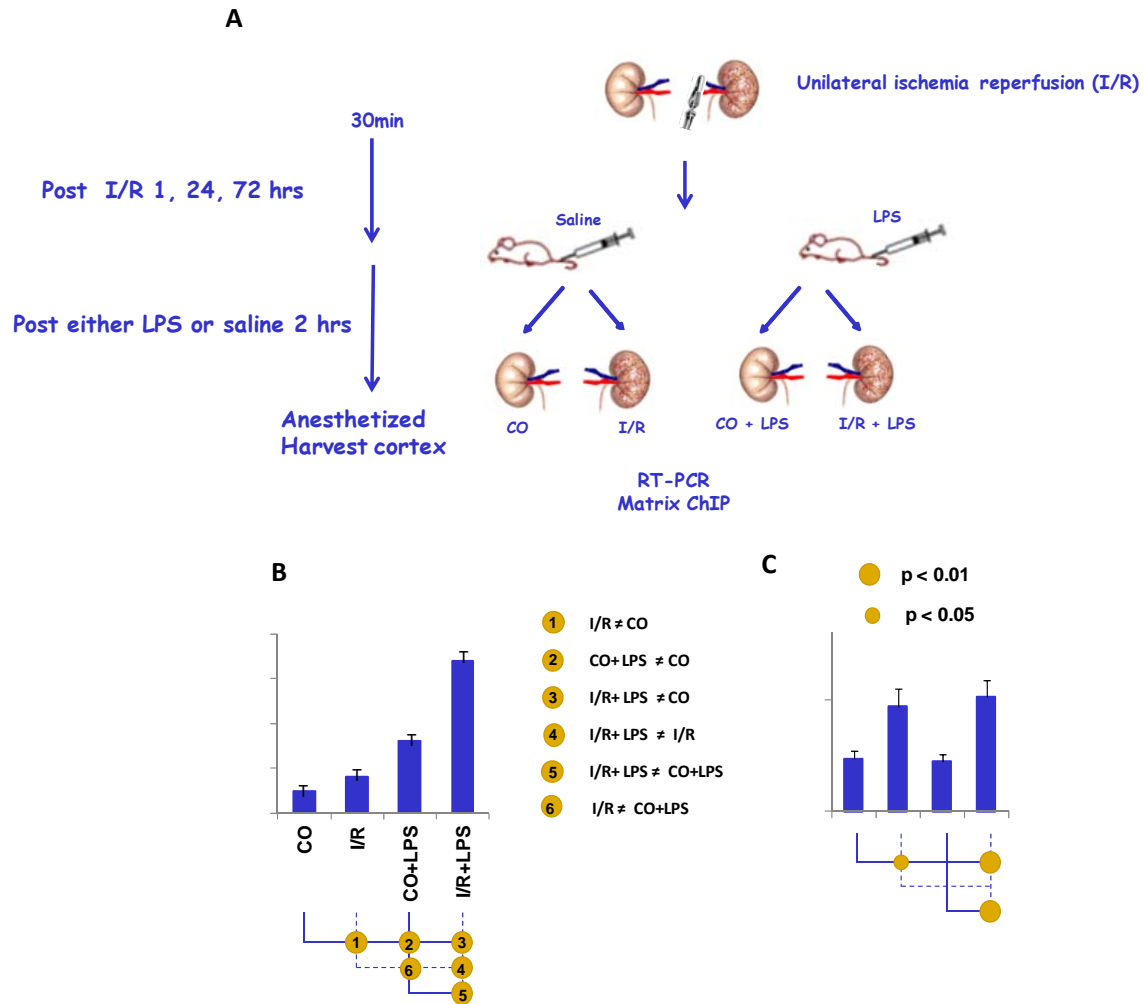 A
Unilateral ischemia reperfusion (I/R)
30min
Post I/R 1, 24, 72 hrs
Saline
LPS
Post either LPS or saline 2 hrs
CO
I/R
CO + LPS
I/R + LPS
Anesthetized
Harvest cortex
RT-PCR
Matrix ChIP
B
1 I/R ≠ CO
2 CO+ LPS ≠ CO
3 I/R+ LPS ≠ CO
4 I/R+ LPS ≠ I/R
5 I/R+ LPS ≠ CO+LPS
6 I/R ≠ CO+LPS
CO
I/R
CO+LPS
I/R+LPS
1 2 3
6 4
5
C
p < 0.01
p < 0.05